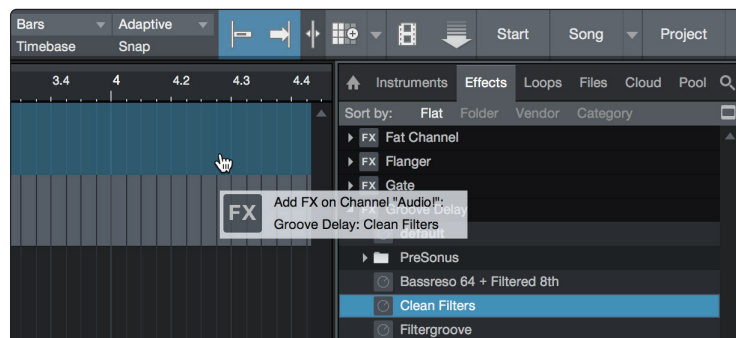 Bars Adaptive Start Song Project
Timebase Snap
3.4 4 4.2 4.3 4.4
Instruments Effects Loops Files Cloud Pool
Sort by: Flat Folder Vendor Category
FX Fat Channel
FX Flanger
FX Gate
FX Groove Delay
FX Add FX on Channel "Audio!":
Groove Delay: Clean Filters
default
PreSonus
Bassreso 64 + Filtered 8th
Clean Filters
Filtergroove